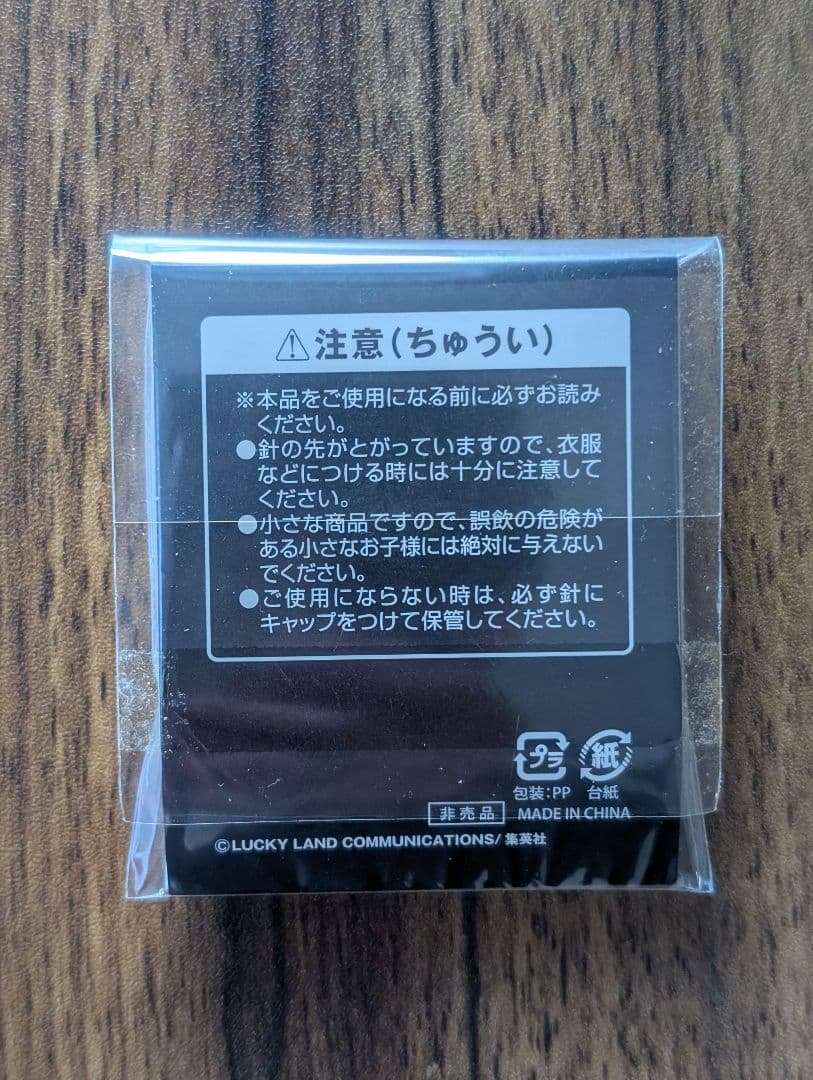 ⚠注意(ちゅうい)
※本品をご使用になる前に必ずお読み
ください。
●針の先がとがっていますので、衣服
などにつける時には十分に注意して
ください。
●小さな商品ですので、誤飲の危険が
ある小さなお子様には絶対に与えない
でください。
●ご使用にならない時は、必ず針に
キャップをつけて保管してください。
プラ 紙
包装:PP 台紙
非売品 MADE IN CHINA
©LUCKY LAND COMMUNICATIONS/集英社